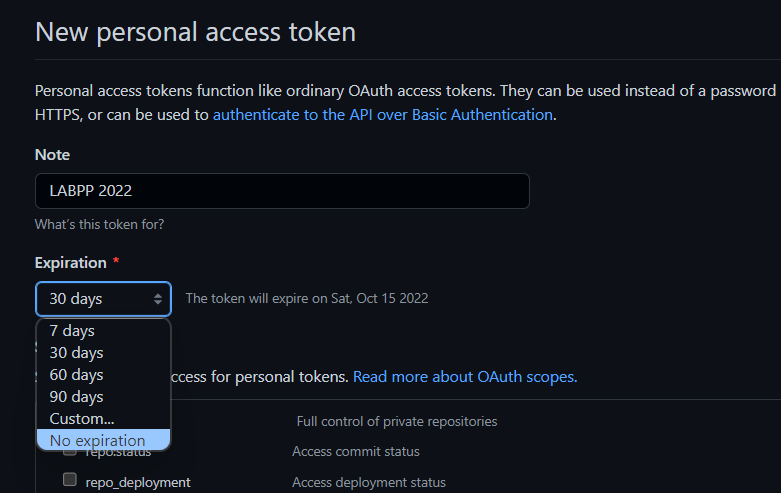 New personal access token
Personal access tokens function like ordinary OAuth access tokens. They can be used instead of a password
HTTPS, or can be used to authenticate to the API over Basic Authentication.
Note
LABPP 2022
What's this token for?
Expiration *
30 days The token will expire on Sat, Oct 15 2022
7 days
30 days
60 days
ccess for personal tokens. Read more about OAuth scopes.
90 days
Custom...
Full control of private repositories
No expiration
repo:status Access commit status
repo_deployment Access deployment status